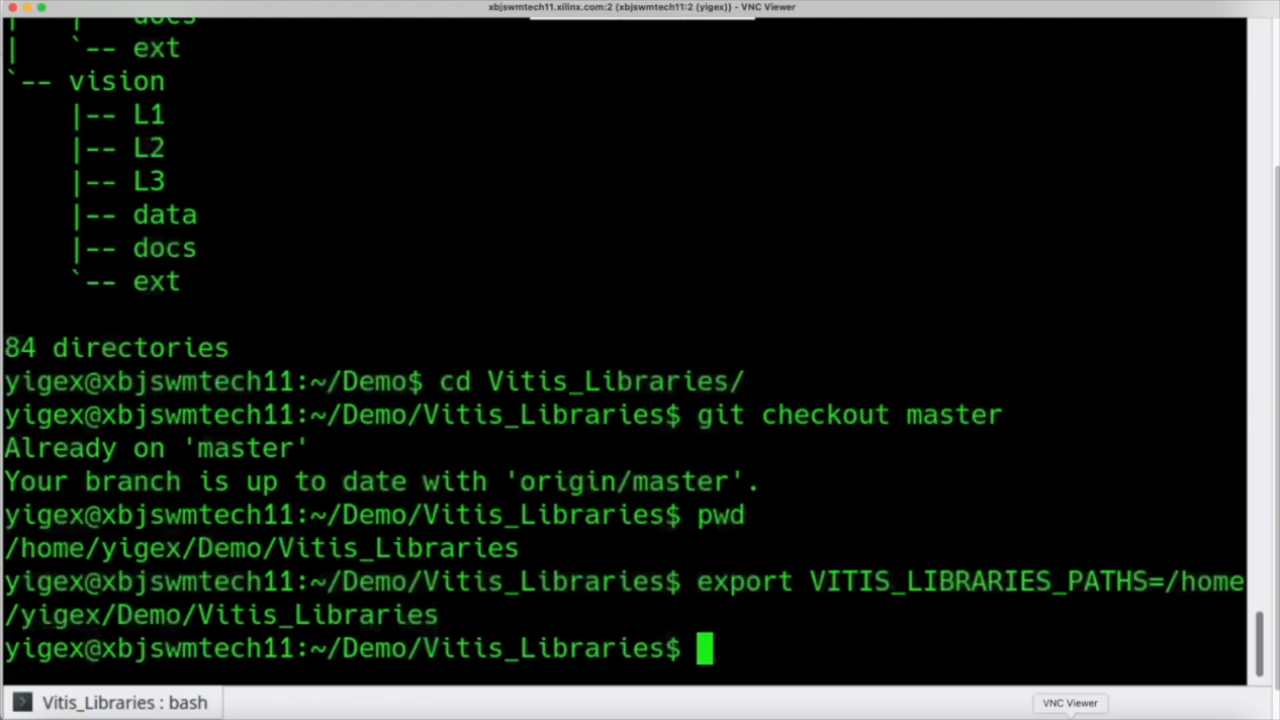 xbjswmtech11.xilinx.com:2 (xbjswmtech11:2 (yigex)) - VNC Viewer
|   |-- docs
|   `-- ext
`-- vision
    |-- L1
    |-- L2
    |-- L3
    |-- data
    |-- docs
    `-- ext
84 directories
yigex@xbjswmtech11:~/Demo$ cd Vitis_Libraries/
yigex@xbjswmtech11:~/Demo/Vitis_Libraries$ git checkout master
Already on 'master'
Your branch is up to date with 'origin/master'.
yigex@xbjswmtech11:~/Demo/Vitis_Libraries$ pwd
/home/yigex/Demo/Vitis_Libraries
yigex@xbjswmtech11:~/Demo/Vitis_Libraries$ export VITIS_LIBRARIES_PATHS=/home
/yigex/Demo/Vitis_Libraries
yigex@xbjswmtech11:~/Demo/Vitis_Libraries$
Vitis_Libraries : bash
VNC Viewer